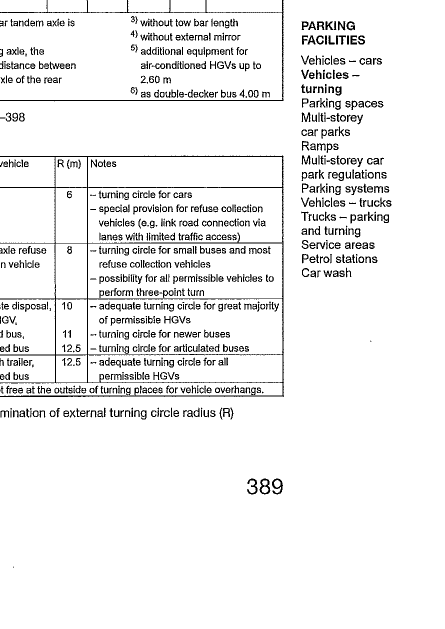 ar tandem axle is
g axle, the
distance between
xle of the rear
3) without tow bar length
4) without external mirror
5) additional equipment for
air-conditioned HGVs up to
2.60 m
6) as double-decker bus 4.00 m
–398
vehicle R (m) Notes
6 – turning circle for cars
– special provision for refuse collection
vehicles (e.g. link road connection via
lanes with limited traffic access)
axle refuse 8 – turning circle for small buses and most
n vehicle refuse collection vehicles
– possibility for all permissible vehicles to
perform three-point turn
te disposal, 10 – adequate turning circle for great majority
HGV, of permissible HGVs
d bus, 11 – turning circle for newer buses
ed bus 12.5 – turning circle for articulated buses
h trailer, 12.5 – adequate turning circle for all
ed bus permissible HGVs
t free at the outside of turning places for vehicle overhangs.
mination of external turning circle radius (R)
PARKING
FACILITIES
Vehicles – cars
Vehicles –
turning
Parking spaces
Multi-storey
car parks
Ramps
Multi-storey car
park regulations
Parking systems
Vehicles – trucks
Trucks – parking
and turning
Service areas
Petrol stations
Car wash
389